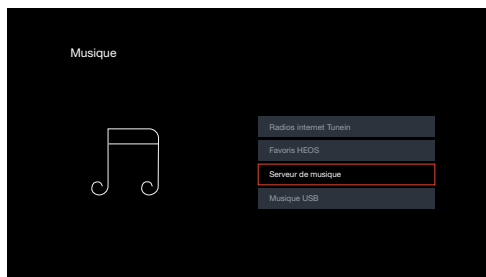 Musique
Radios internet Tunein
Favoris HEOS
Serveur de musique
Musique USB